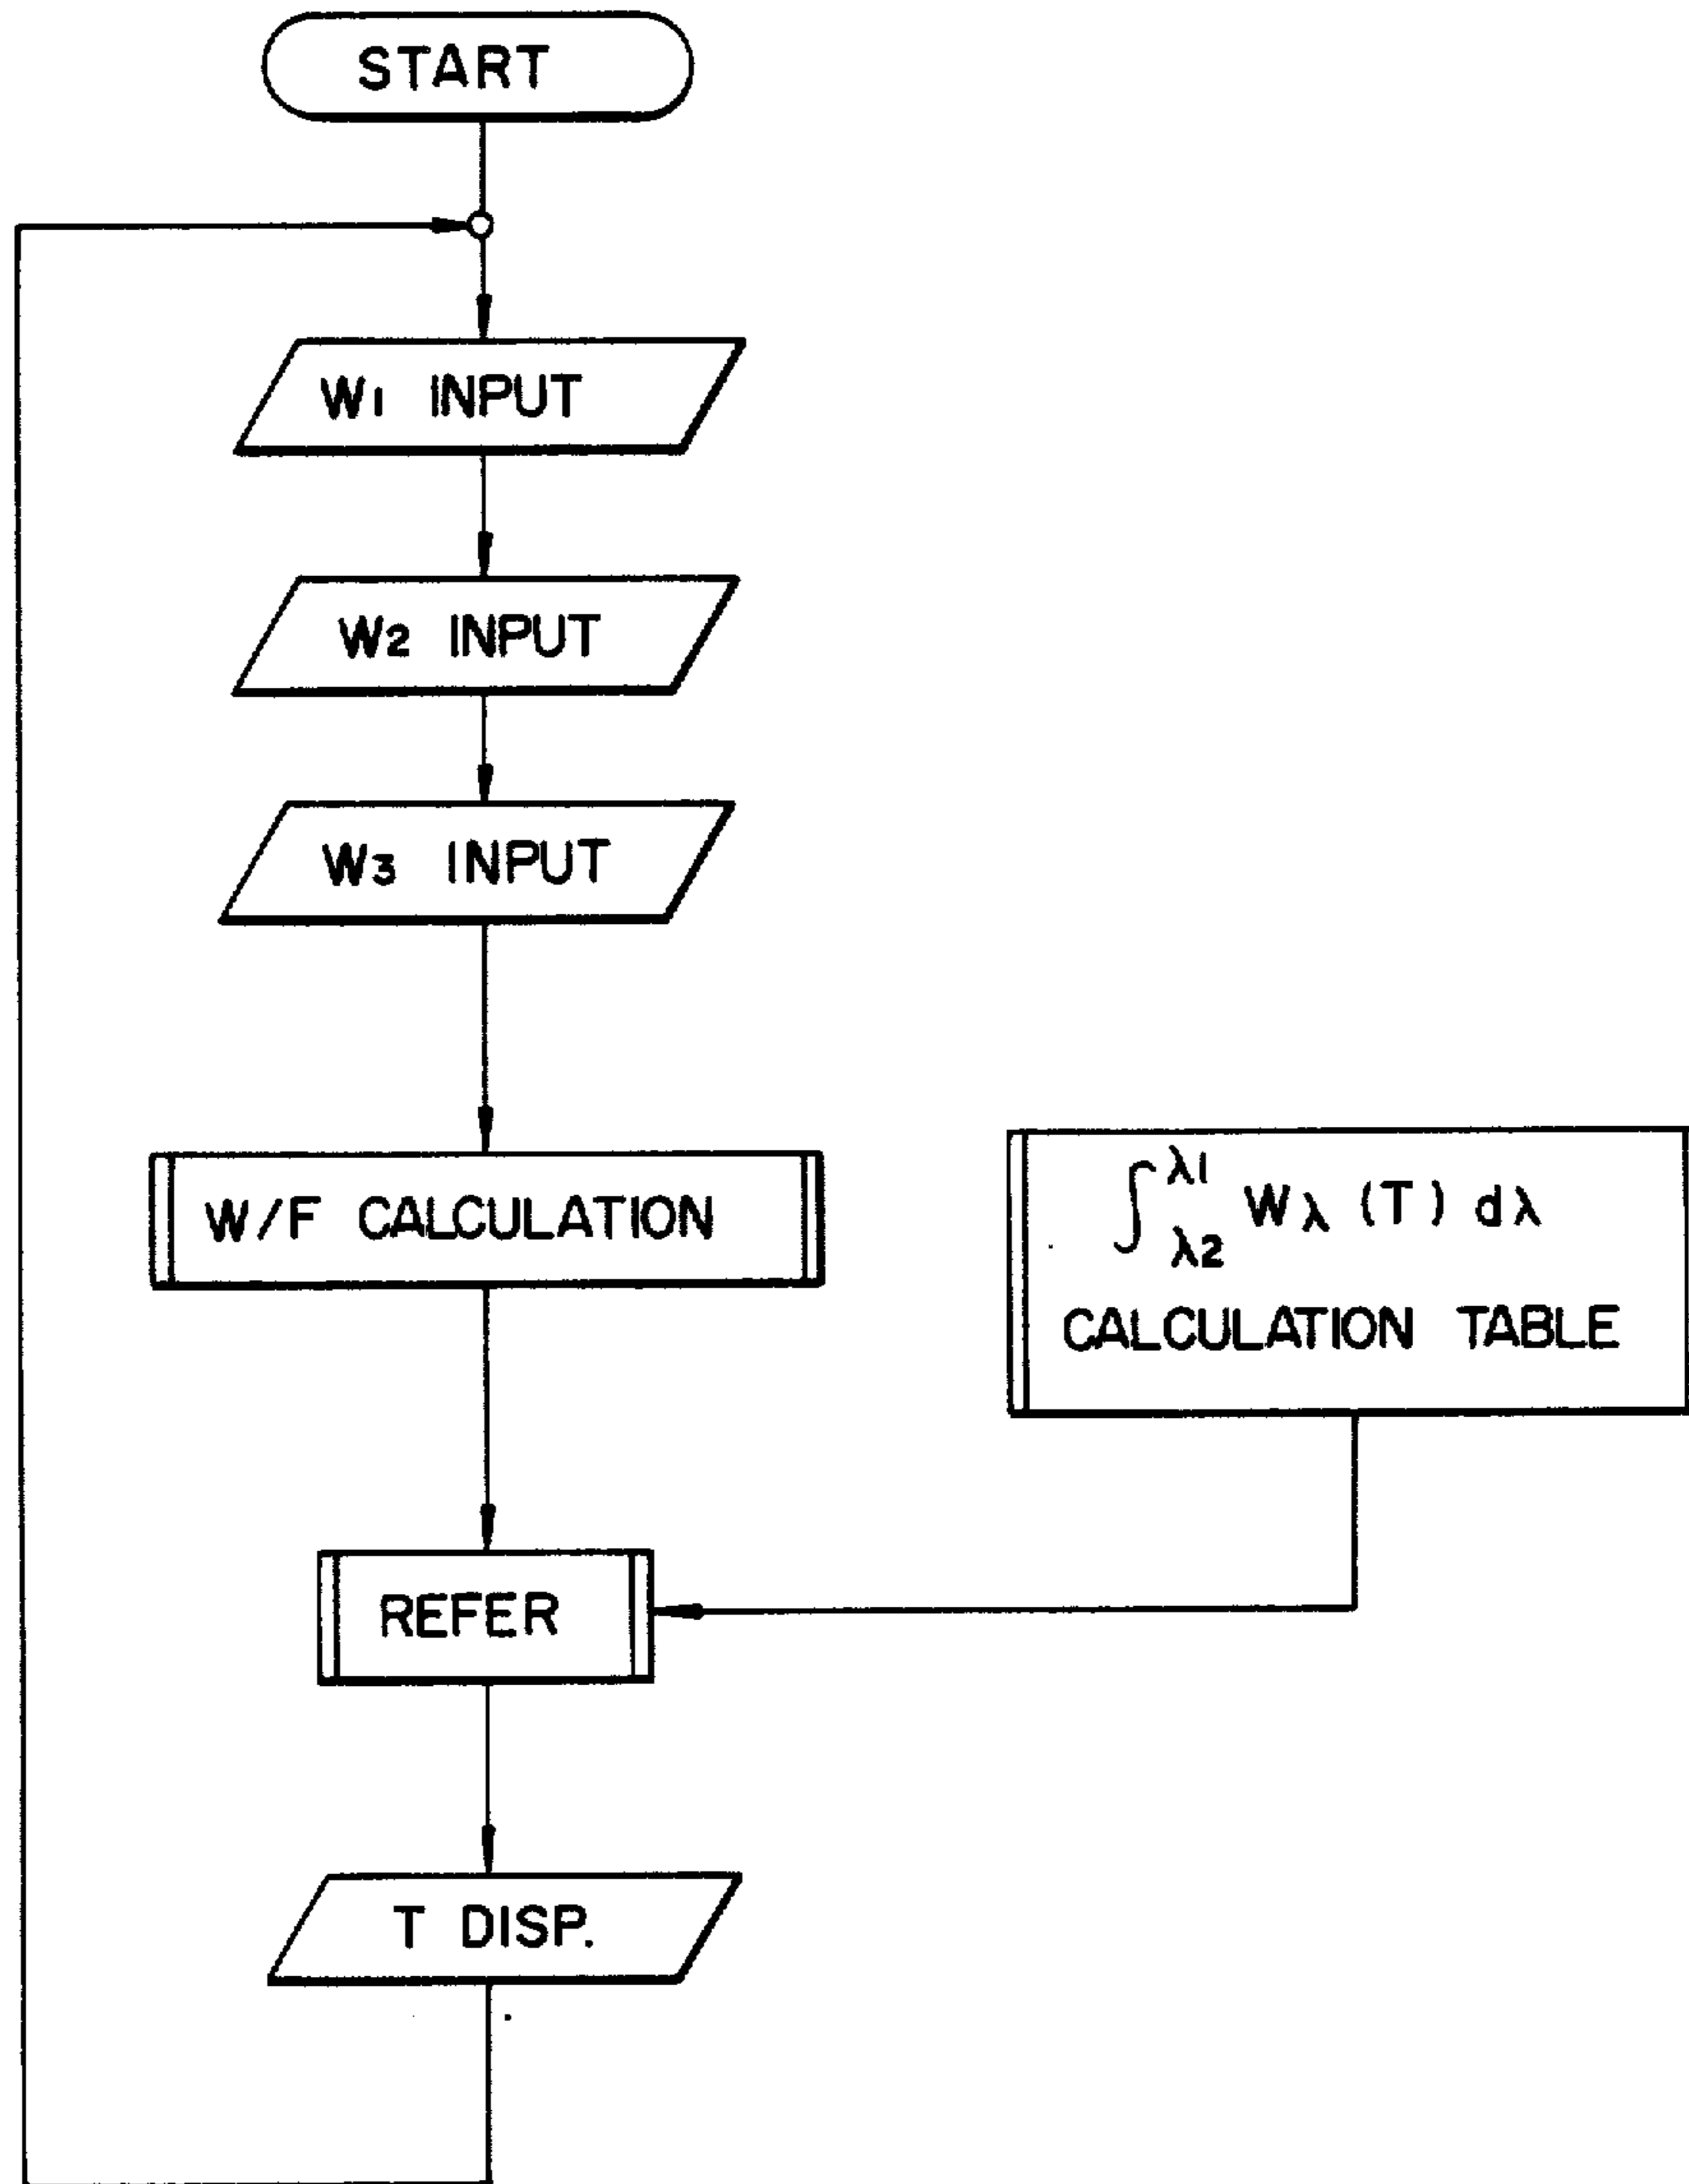 START
W1 INPUT
W2 INPUT
W3 INPUT
W/F CALCULATION
∫λ2λ1 Wλ (T) dλ
CALCULATION TABLE
REFER
T DISP.